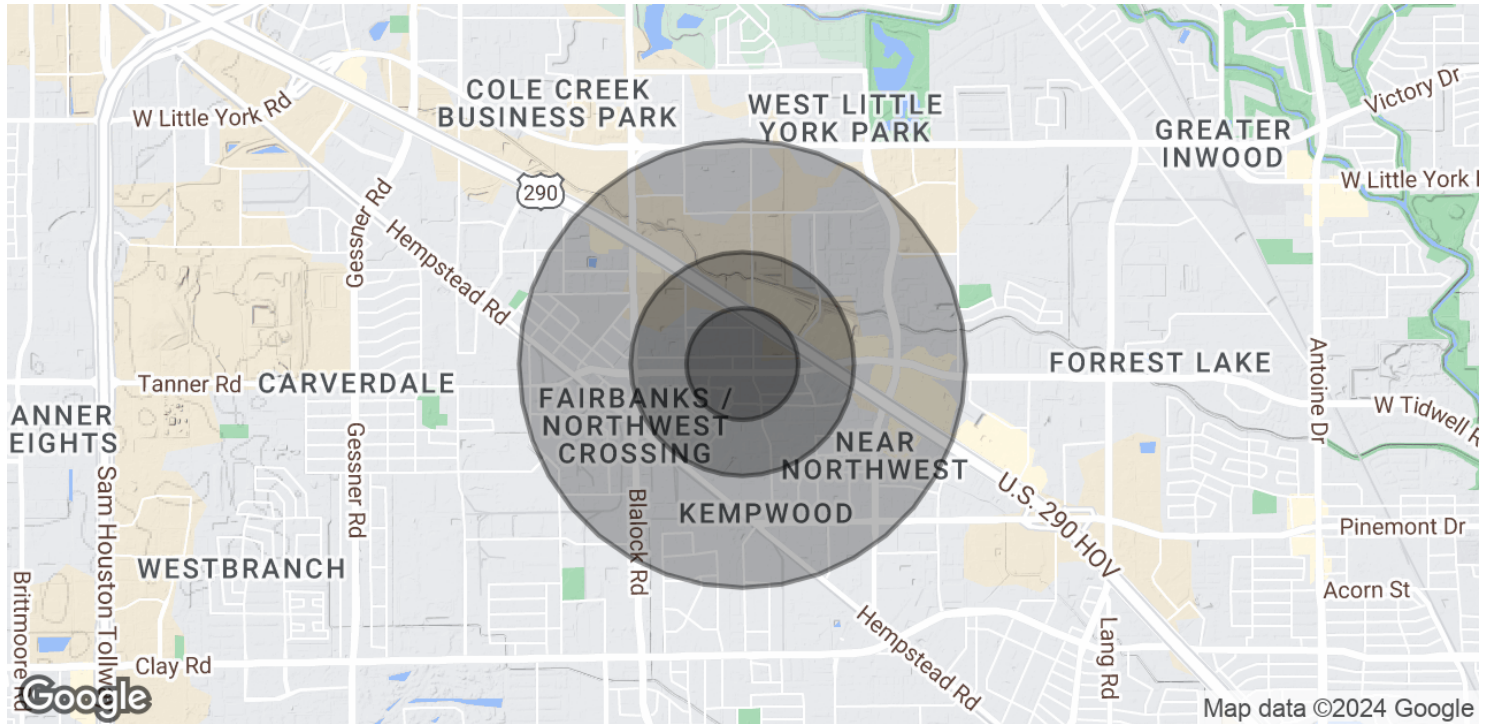 COLE CREEK
BUSINESS PARK
WEST LITTLE
YORK PARK
Victory Dr
W Little York Rd
GREATER
INWOOD
W Little York
290
Gessner Rd
Hempstead Rd
Tanner Rd
CARVERDALE
FORREST LAKE
Antoine Dr
FAIRBANKS /
NORTHWEST
CROSSING
W Tidwell R
ANNER
EIGHTS
NEAR
NORTHWEST
Sam Houston Tollwa
Gessner Rd
Blalock Rd
U.S. 290 HOV
KEMPWOOD
Pinemont Dr
WESTBRANCH
Brittmoore Rd
Acorn St
Hempstead Rd
Lang Rd
Clay Rd
Google
Map data ©2024 Google